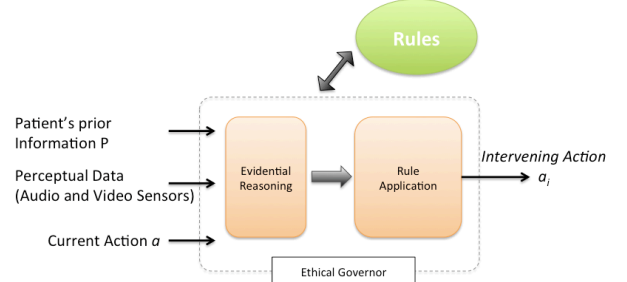 Rules
Patient’s prior
Information P
Perceptual Data
(Audio and Video Sensors)
Current Action a
Evidential
Reasoning
Rule
Application
Intervening Action
aᵢ
Ethical Governor